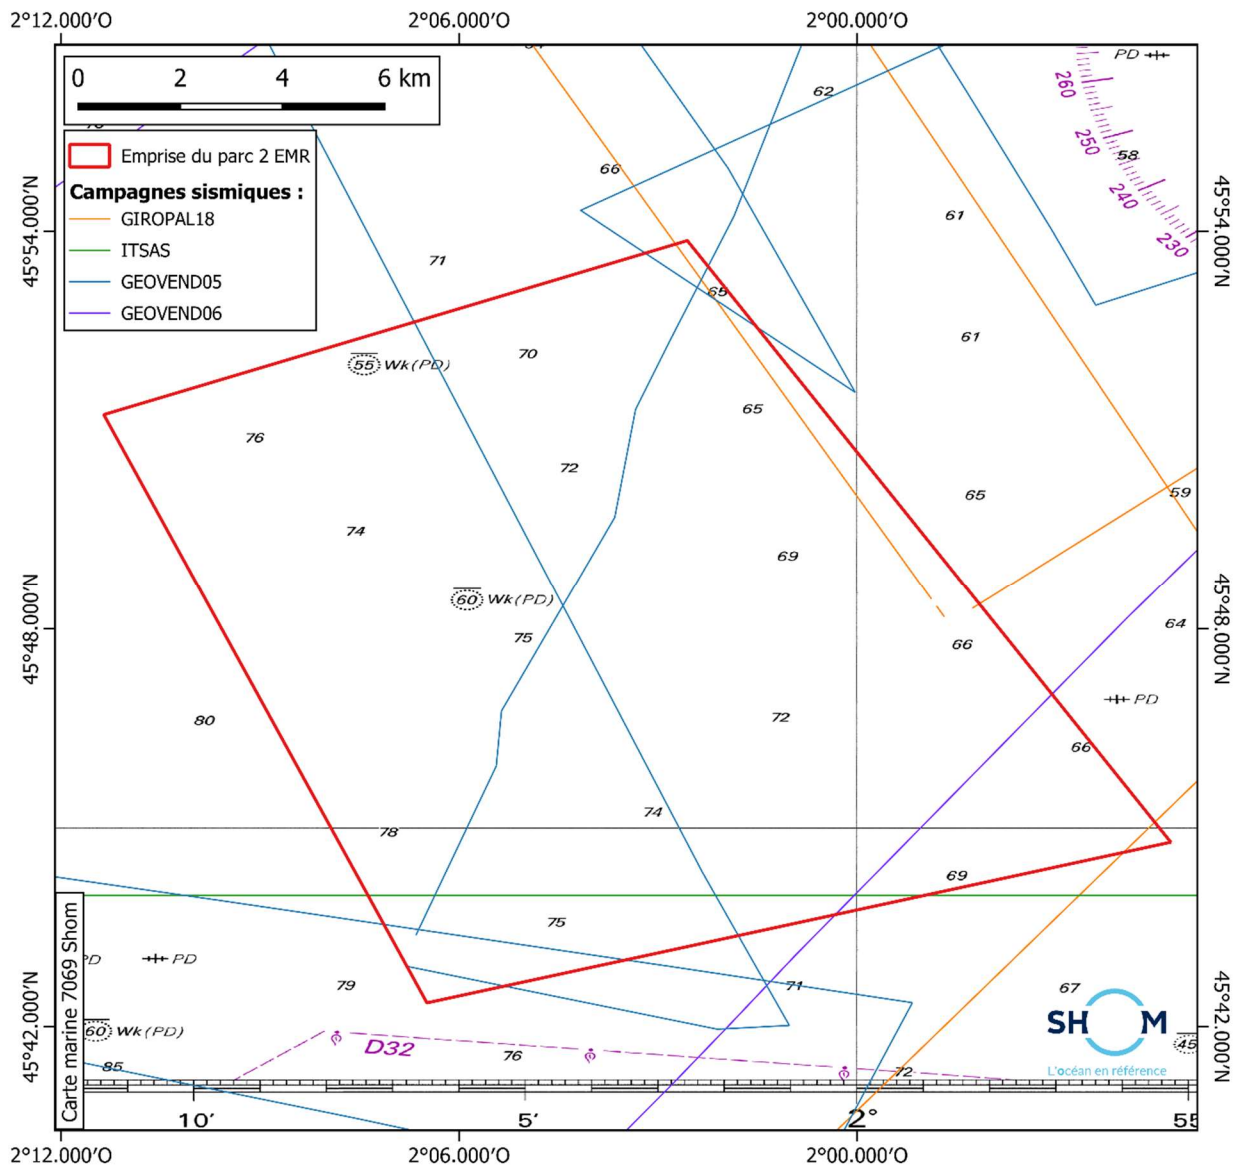 2°12.000'O 2°06.000'O 2°00.000'O
0 2 4 6 km
Emprise du parc 2 EMR
Campagnes sismiques :
GIROPAL18
ITSAS
GEOVEND05
GEOVEND06
62
PD
260
250
58
240
230
66
61
45°54.000'N
45°54.000'N
71
65
61
70
55 Wk(PD)
65
76
72
65
59
74
69
60 Wk(PD)
75
66
64
45°48.000'N
45°48.000'N
80
72
PD
66
74
78
69
75
Carte marine 7069 Shom
PD
PD
79
71
67
SHOM
L'océan en référence
45°42.000'N
45°42.000'N
60 Wk(PD)
45
D32
76
85
72
10' 5' 2° 55
2°12.000'O 2°06.000'O 2°00.000'O